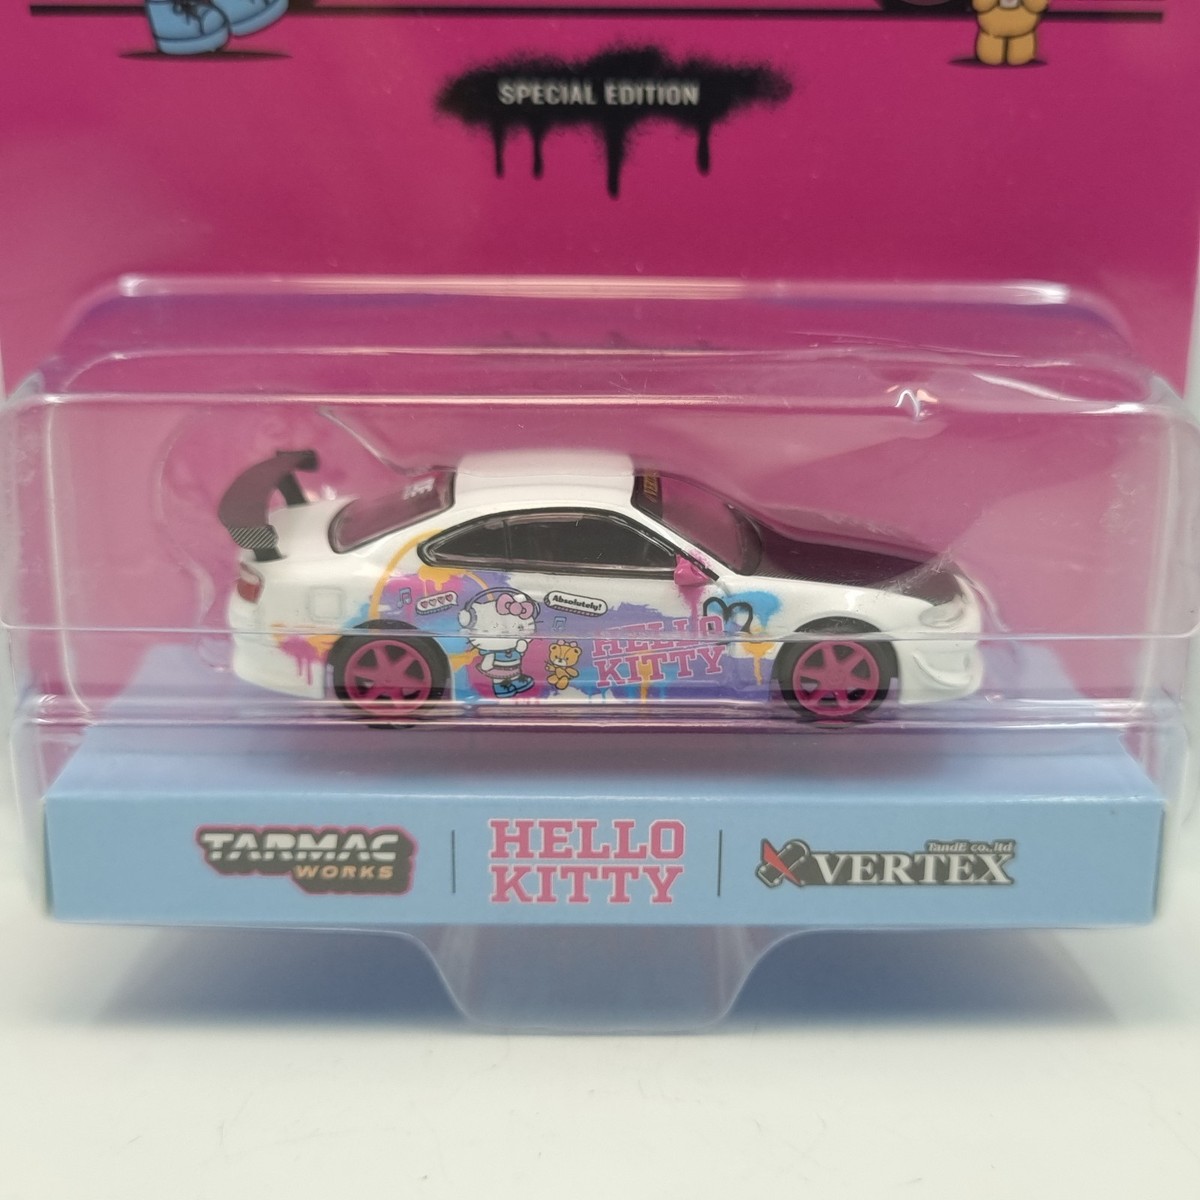 SPECIAL EDITION
Absolutely!
HELLO
KITTY
TARMAC
WORKS
HELLO
KITTY
TandE co.,ltd
VERTEX